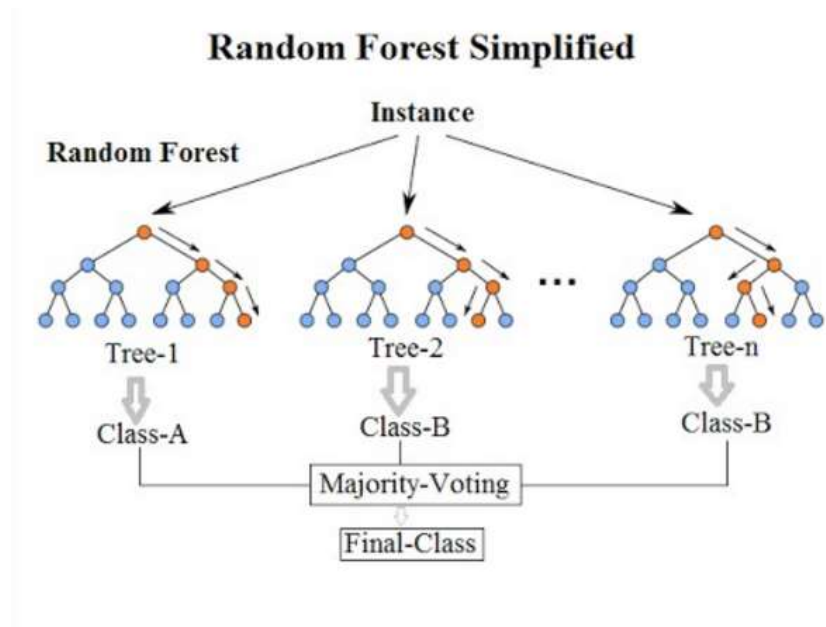 Random Forest Simplified
Instance
Random Forest
...
Tree-1
Tree-2
Tree-n
Class-A
Class-B
Class-B
Majority-Voting
Final-Class